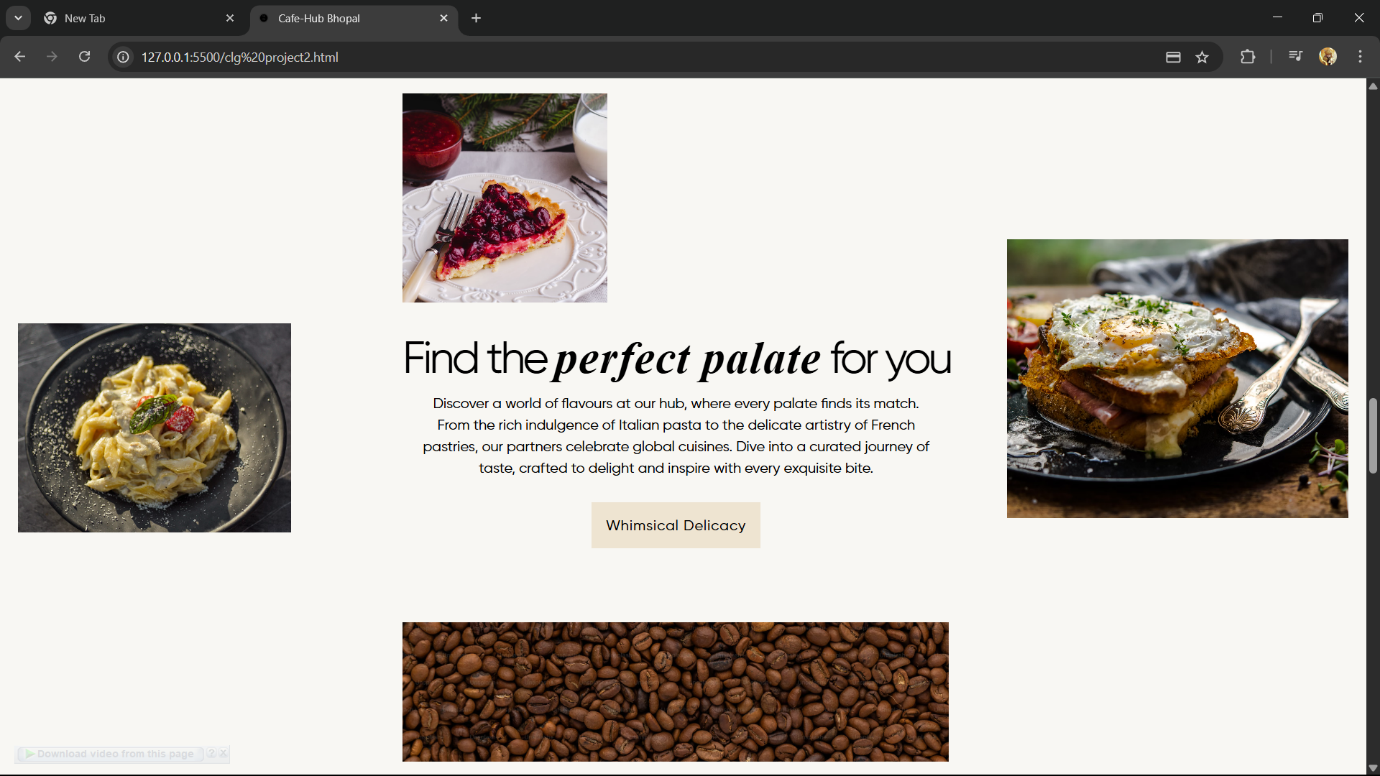 New Tab
Cafe-Hub Bhopal
127.0.0.1:5500/clg%20project2.html
Find the perfect palate for you
Discover a world of flavours at our hub, where every palate finds its match.
From the rich indulgence of Italian pasta to the delicate artistry of French
pastries, our partners celebrate global cuisines. Dive into a curated journey of
taste, crafted to delight and inspire with every exquisite bite.
Whimsical Delicacy
Download video from this page ? X